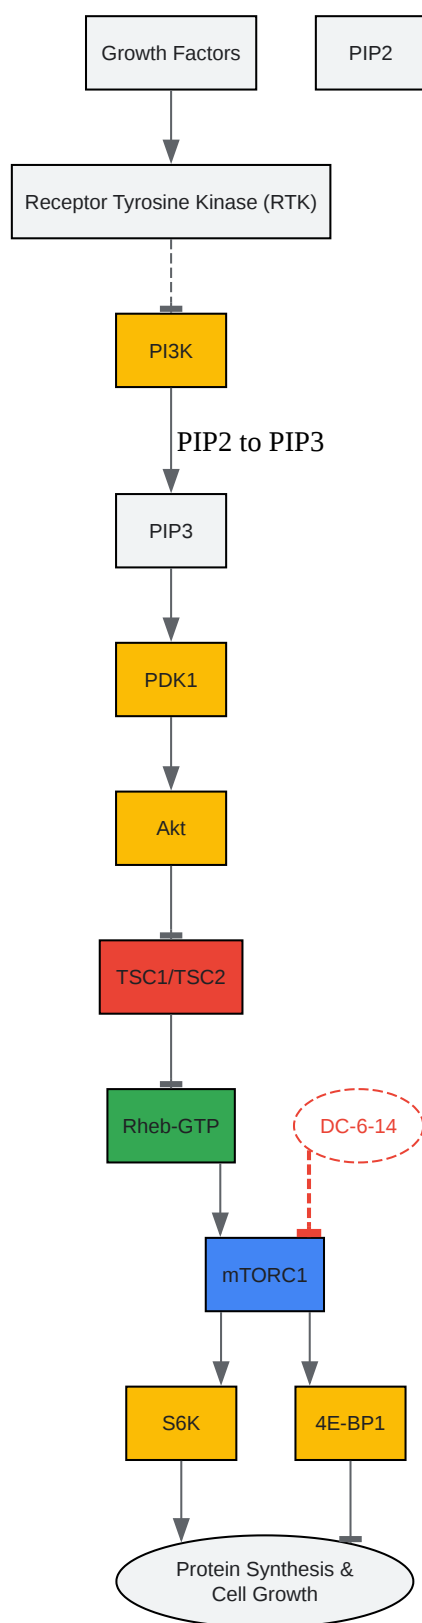 Growth Factors
PIP2
Receptor Tyrosine Kinase (RTK)
PI3K
PIP2 to PIP3
PIP3
PDK1
Akt
TSC1/TSC2
Rheb-GTP
DC-6-14
mTORC1
S6K
4E-BP1
Protein Synthesis &
Cell Growth